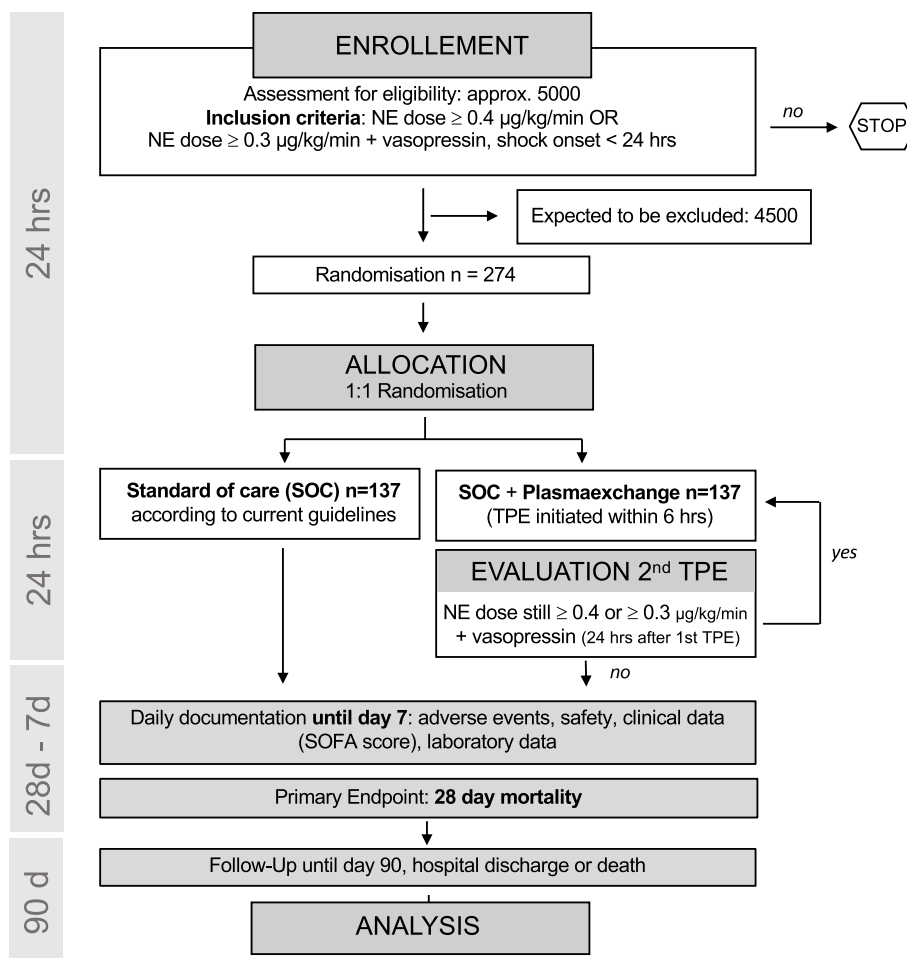 ENROLLEMENT
Assessment for eligibility: approx. 5000
Inclusion criteria: NE dose ≥ 0.4 µg/kg/min OR
NE dose ≥ 0.3 µg/kg/min + vasopressin, shock onset < 24 hrs
no
STOP
24 hrs
Expected to be excluded: 4500
Randomisation n = 274
ALLOCATION
1:1 Randomisation
24 hrs
Standard of care (SOC) n=137
according to current guidelines
SOC + Plasmaexchange n=137
(TPE initiated within 6 hrs)
yes
EVALUATION 2nd TPE
NE dose still ≥ 0.4 or ≥ 0.3 µg/kg/min
+ vasopressin (24 hrs after 1st TPE)
no
28d - 7d
Daily documentation until day 7: adverse events, safety, clinical data
(SOFA score), laboratory data
Primary Endpoint: 28 day mortality
90 d
Follow-Up until day 90, hospital discharge or death
ANALYSIS